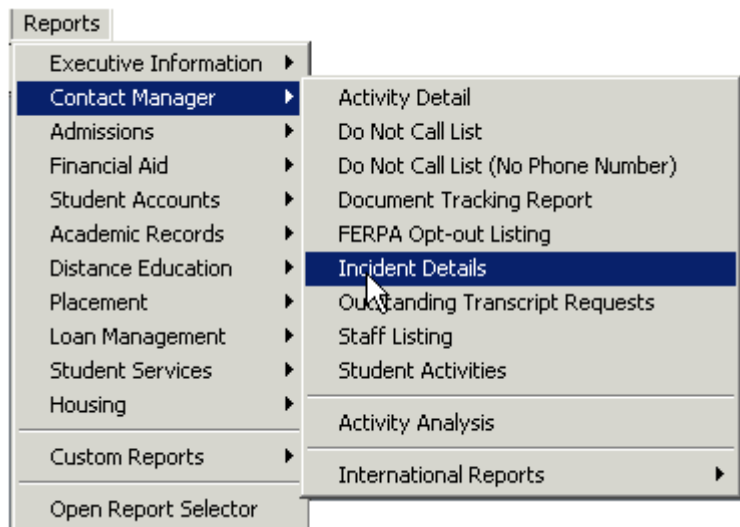 Reports
Executive Information
Contact Manager
Admissions
Financial Aid
Student Accounts
Academic Records
Distance Education
Placement
Loan Management
Student Services
Housing
Custom Reports
Open Report Selector
Activity Detail
Do Not Call List
Do Not Call List (No Phone Number)
Document Tracking Report
FERPA Opt-out Listing
Incident Details
Outstanding Transcript Requests
Staff Listing
Student Activities
Activity Analysis
International Reports